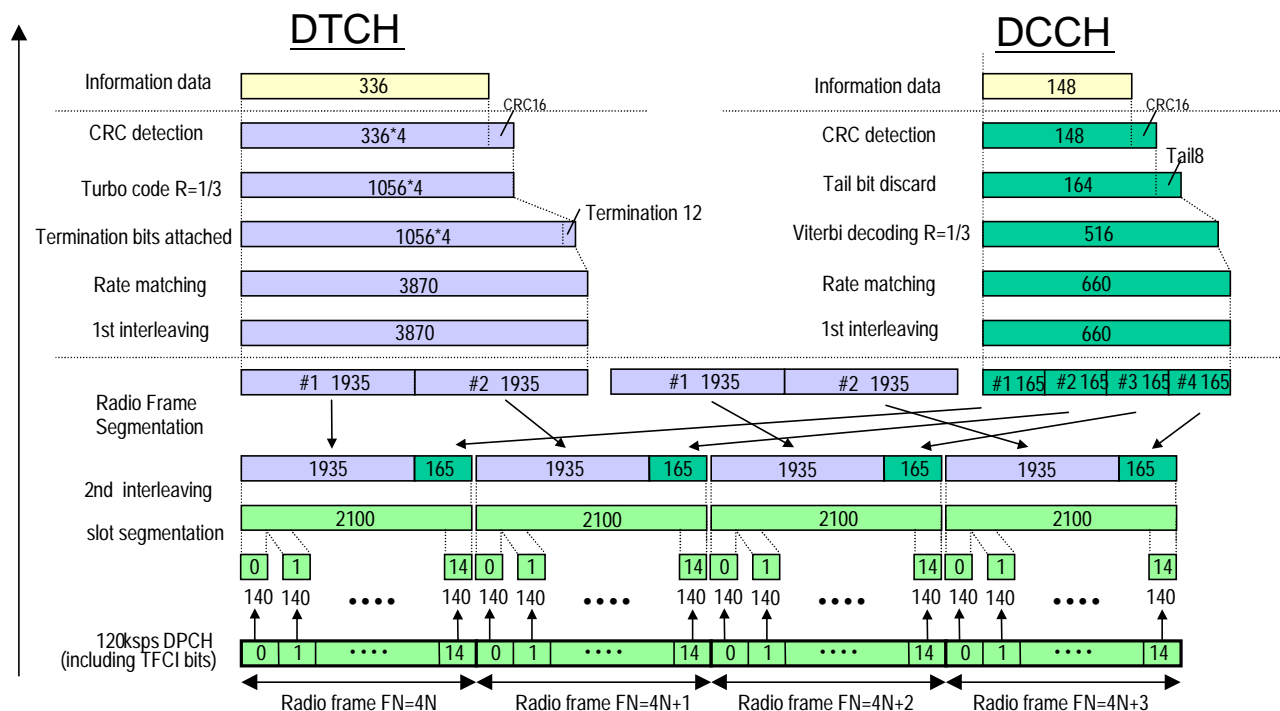 DTCH DCCH
Information data 336 Information data 148
CRC16 CRC16
CRC detection 336*4 CRC detection 148
Tail8
Turbo code R=1/3 1056*4 Tail bit discard 164
Termination 12
Termination bits attached 1056*4 Viterbi decoding R=1/3 516
Rate matching 3870 Rate matching 660
1st interleaving 3870 1st interleaving 660
#1 1935 #2 1935 #1 1935 #2 1935 #1 165 #2 165 #3 165 #4 165
Radio Frame
Segmentation
1935 165 1935 165 1935 165 1935 165
2nd interleaving
2100 2100 2100 2100
slot segmentation
0 1 14 0 1 14 0 1 14 0 1 14
140 140 •••• 140 140 140 •••• 140 140 140 •••• 140 140 140 •••• 140
120ksps DPCH
(including TFCI bits)
0 1 •••• 14 0 1 •••• 14 0 1 •••• 14 0 1 •••• 14
Radio frame FN=4N Radio frame FN=4N+1 Radio frame FN=4N+2 Radio frame FN=4N+3